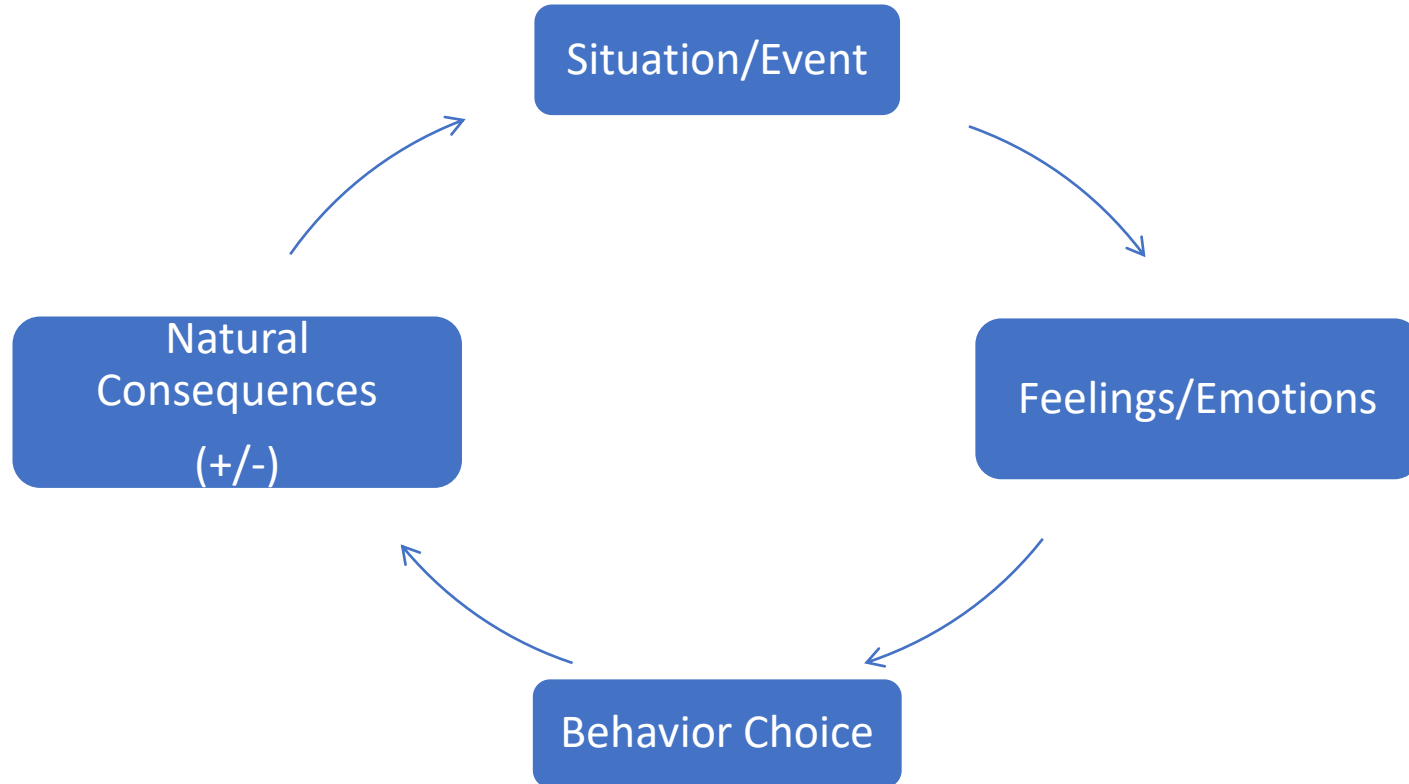 Situation/Event
Feelings/Emotions
Behavior Choice
Natural
Consequences
(+/-)